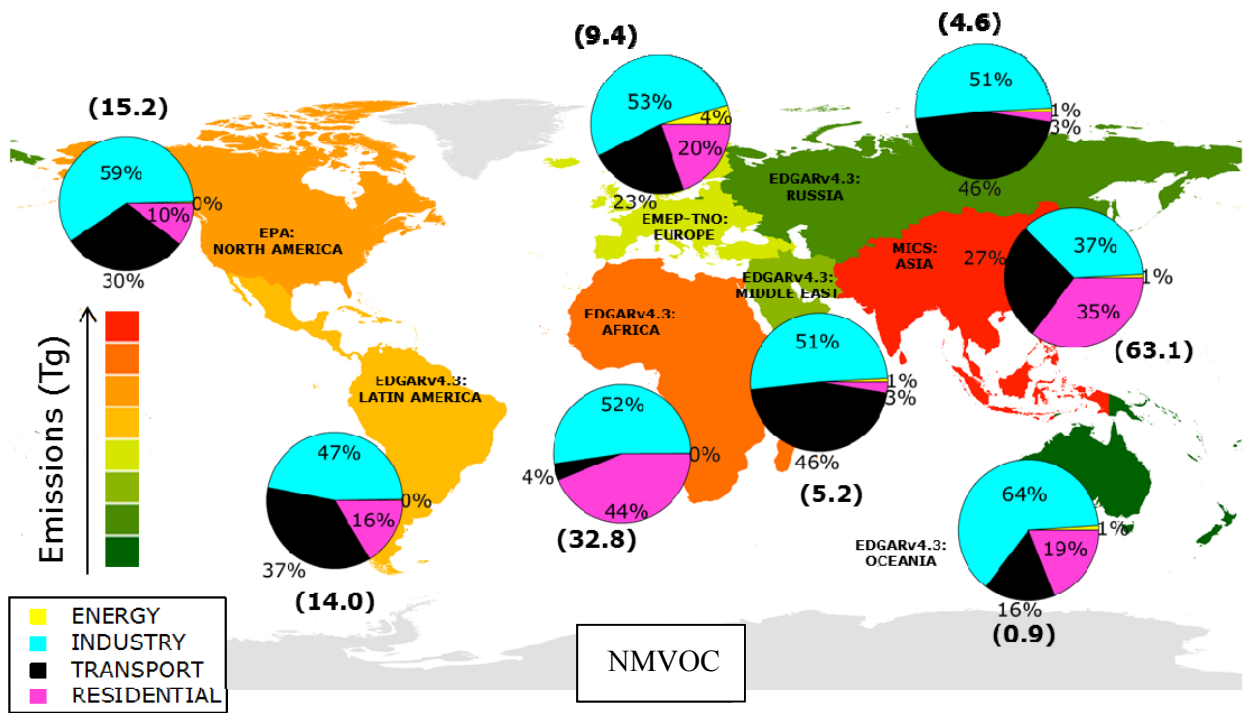 (9.4)
(4.6)
(15.2)
53%
4%
20%
23%
51%
1%
3%
46%
59%
0%
10%
30%
EDGARv4.3:
RUSSIA
EMEP-TNO:
EUROPE
EPA:
NORTH AMERICA
MICS:
ASIA
27%
37%
1%
35%
(63.1)
EDGARv4.3:
MIDDLE EAST
EDGARv4.3:
AFRICA
51%
1%
3%
46%
(5.2)
Emissions (Tg)
EDGARv4.3:
LATIN AMERICA
52%
0%
4%
44%
(32.8)
47%
0%
16%
37%
(14.0)
64%
1%
19%
16%
(0.9)
EDGARv4.3:
OCEANIA
ENERGY
INDUSTRY
TRANSPORT
RESIDENTIAL
NMVOC